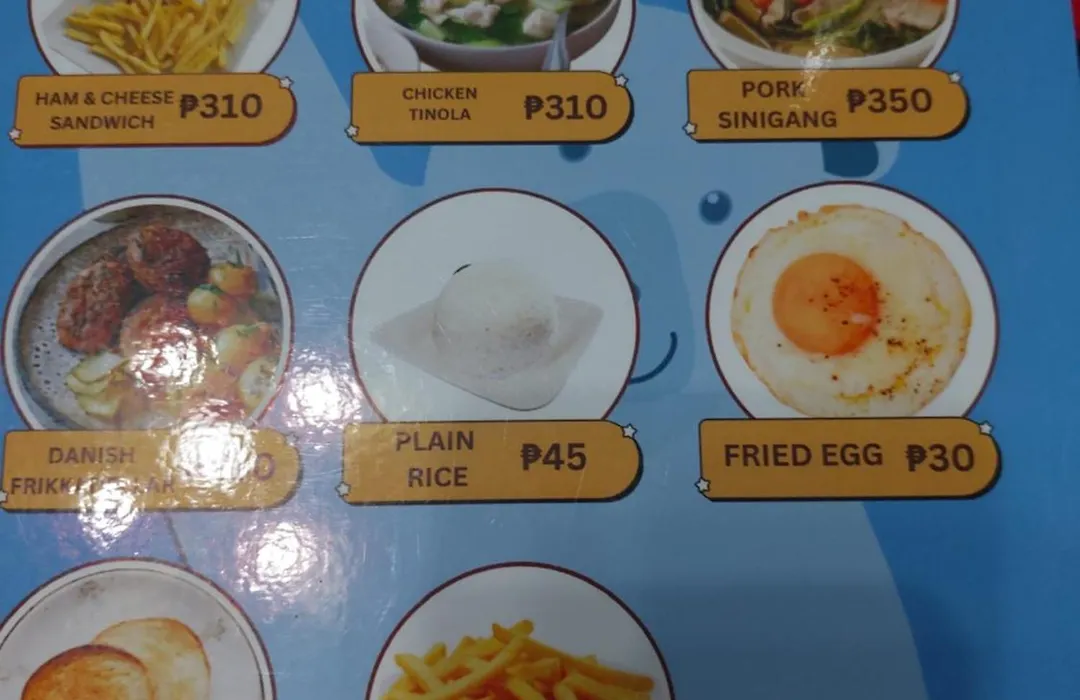 HAM & CHEESE
SANDWICH
₱310
CHICKEN
TINOLA
₱310
PORK
SINIGANG
₱350
DANISH
PLAIN
RICE
₱45
FRIED EGG ₱30